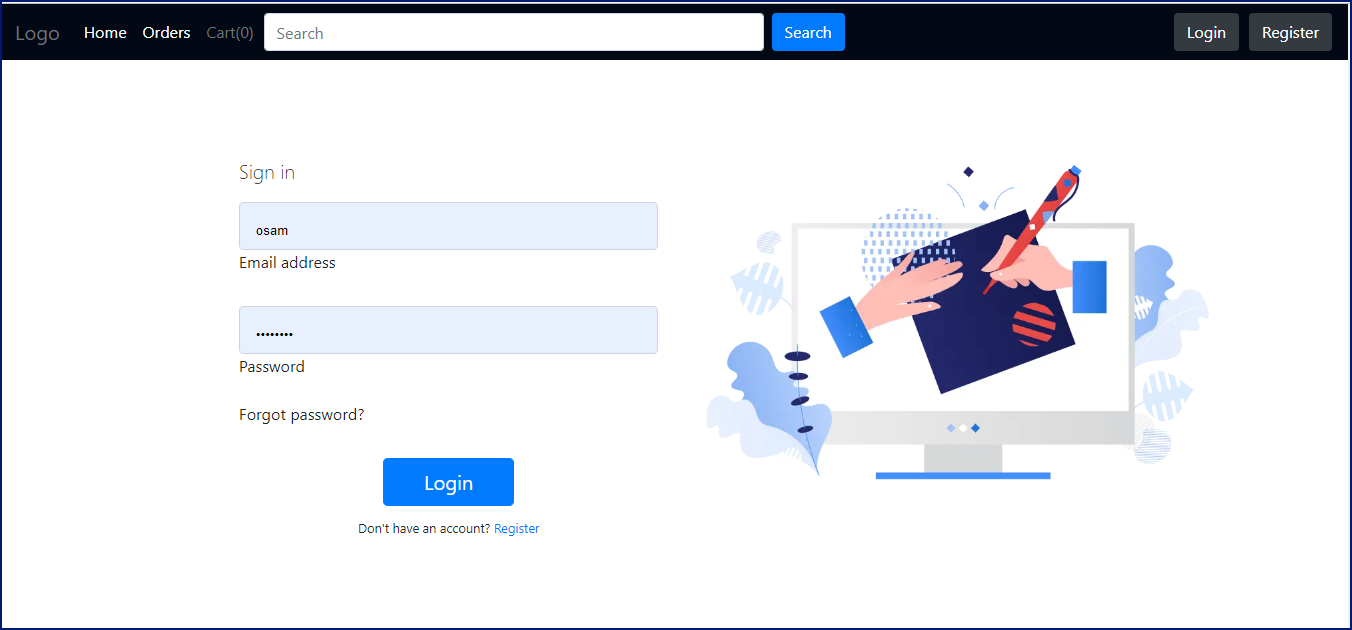 Logo Home Orders Cart(0) Search Search Login Register
Sign in
osam
Email address
••••••••
Password
Forgot password?
Login
Don't have an account? Register